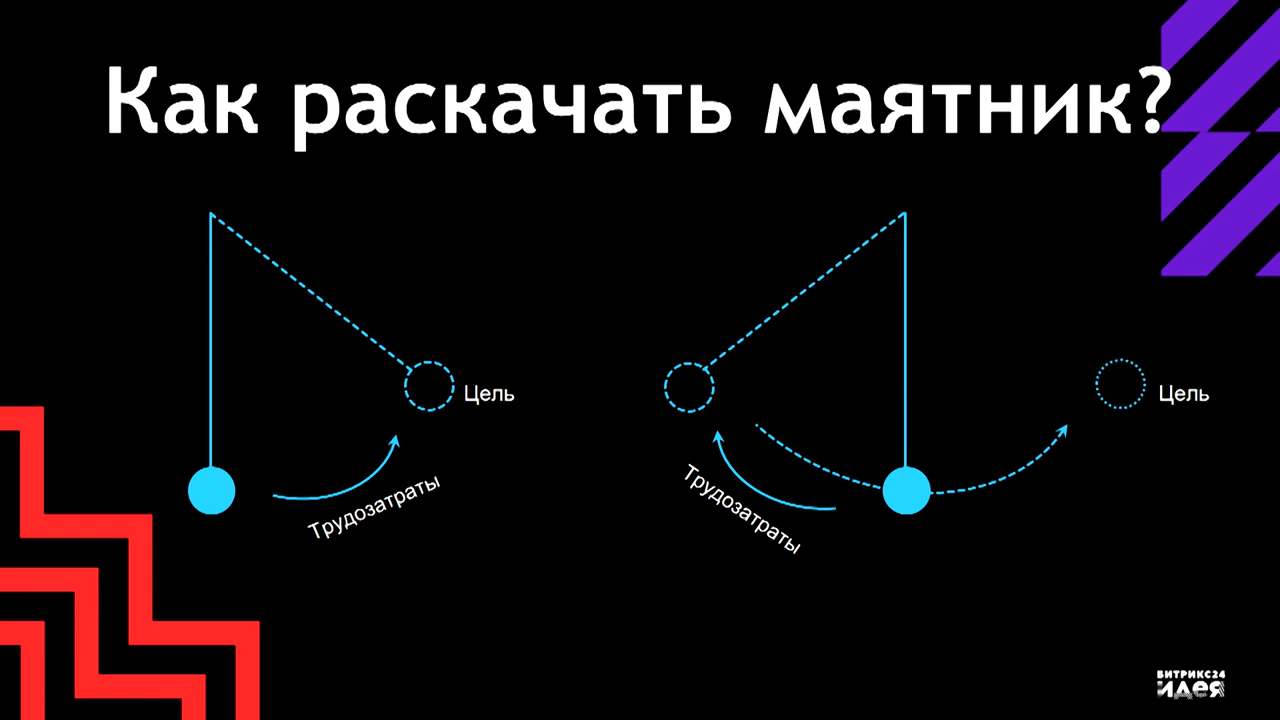 Как раскачать маятник?
Цель
Трудозатраты
Цель
Трудозатраты
БИТРИКС24
идея